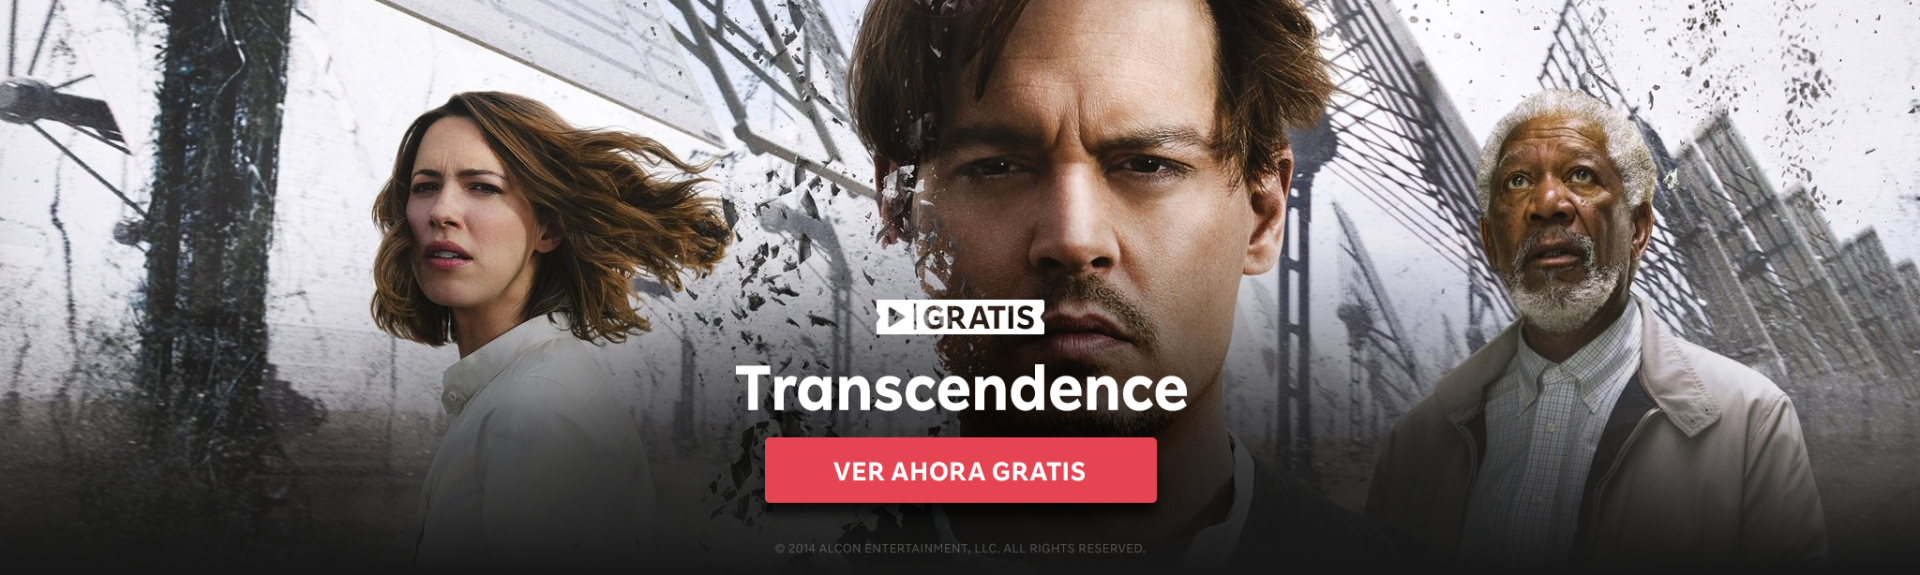 GRATIS
Transcendence
VER AHORA GRATIS
© 2014 ALCON ENTERTAINMENT, LLC. ALL RIGHTS RESERVED.